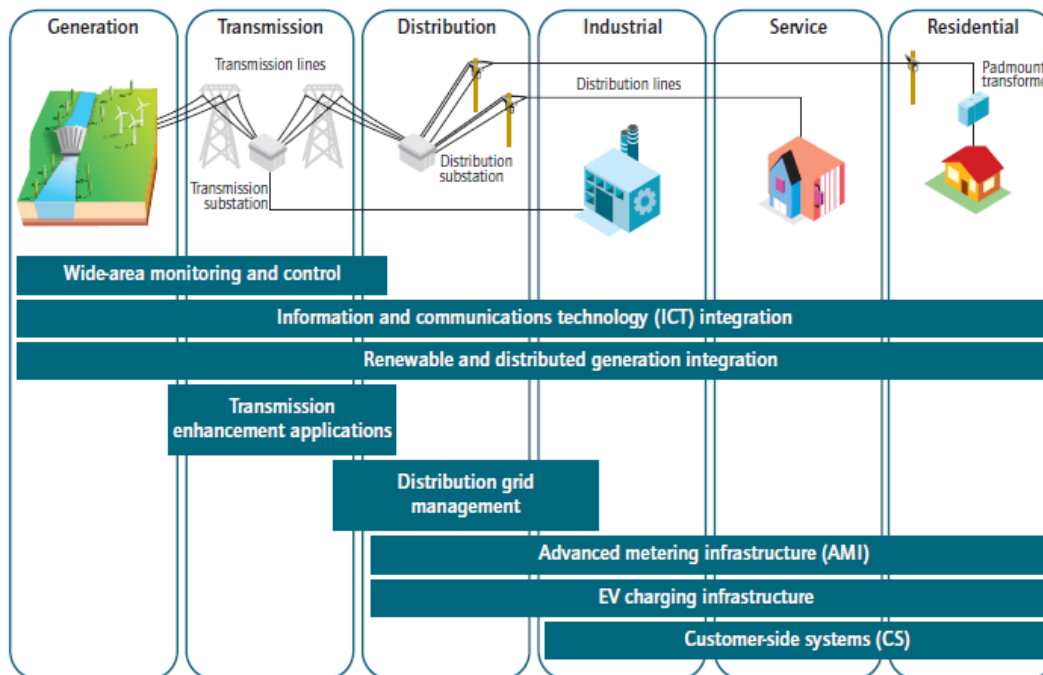 Generation
Transmission
Distribution
Industrial
Service
Residential
Transmission lines
Padmount
transforme
Distribution lines
Distribution
substation
Transmission
substation
Wide-area monitoring and control
Information and communications technology (ICT) integration
Renewable and distributed generation integration
Transmission
enhancement applications
Distribution grid
management
Advanced metering infrastructure (AMI)
EV charging infrastructure
Customer-side systems (CS)